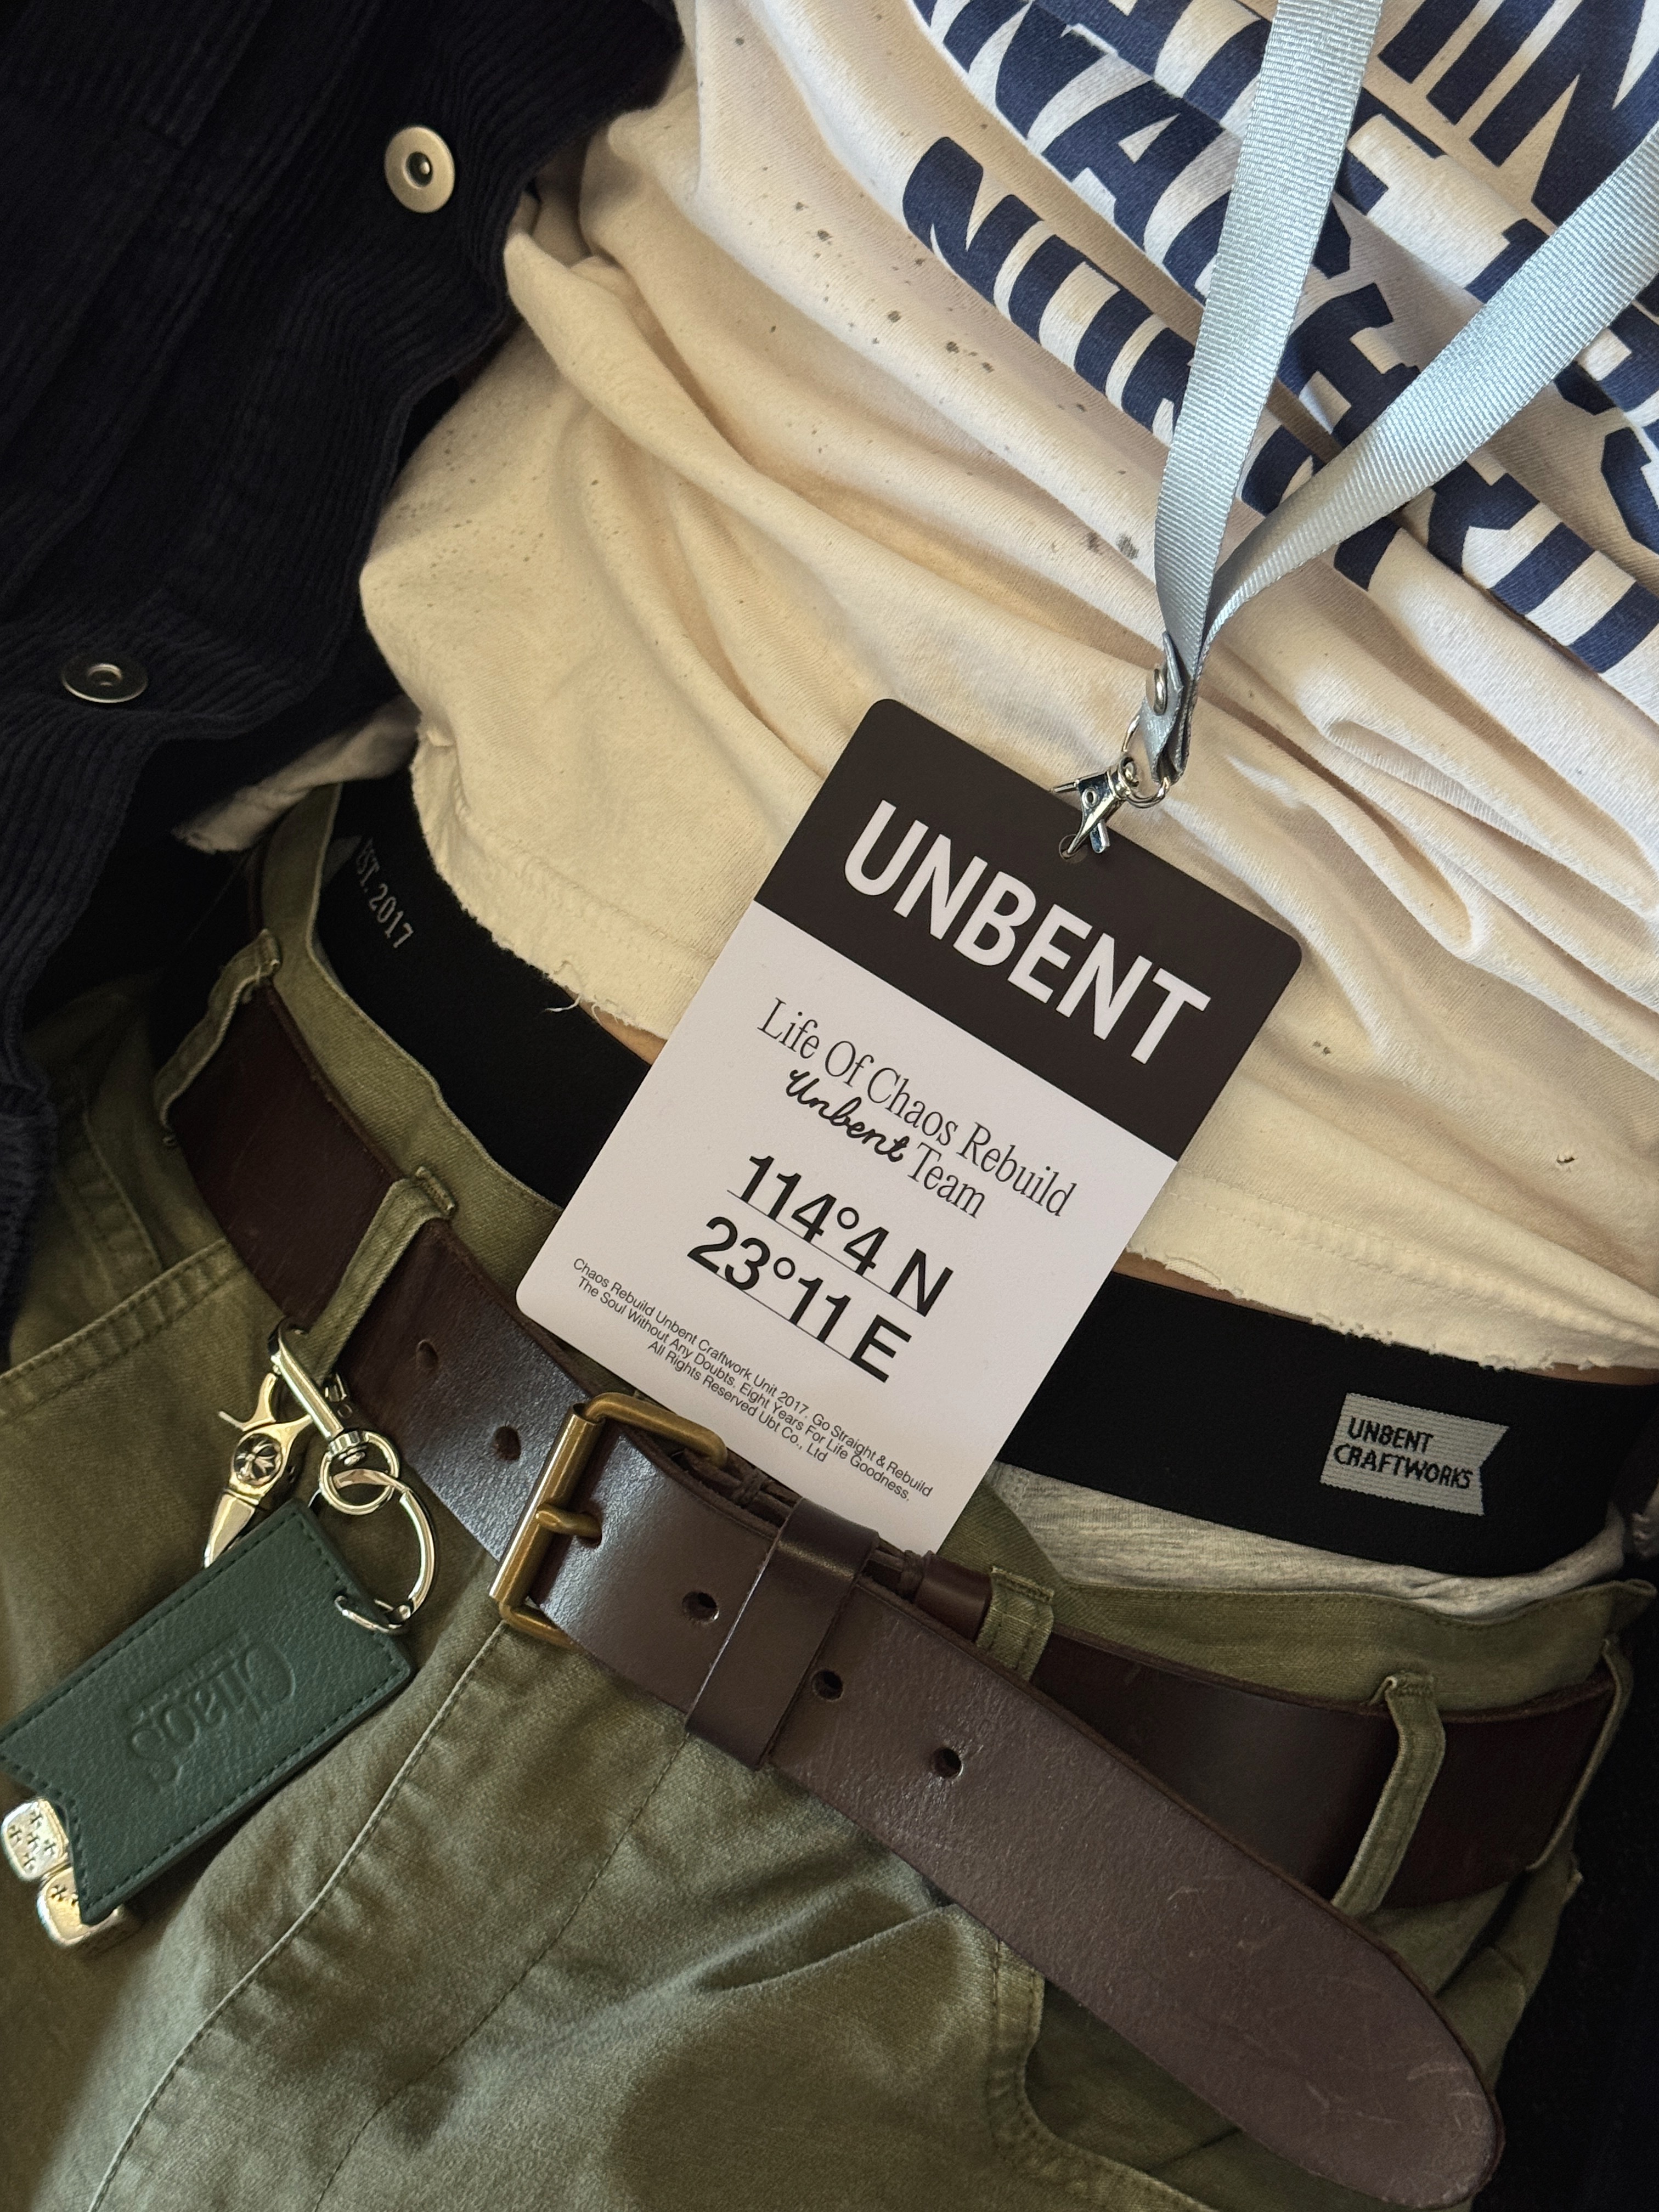 UNBENT
Life Of Chaos Rebuild
Unbent Team
114°4 N
23°11 E
Chaos Rebuild Unbent Craftwork Unit 2017. Go Straight & Rebuild
The Soul Without Any Doubts. Eight Years For Life Goodness.
All Rights Reserved Ubt Co., Ltd
EST. 2017
UNBENT
CRAFTWORKS
Chaos